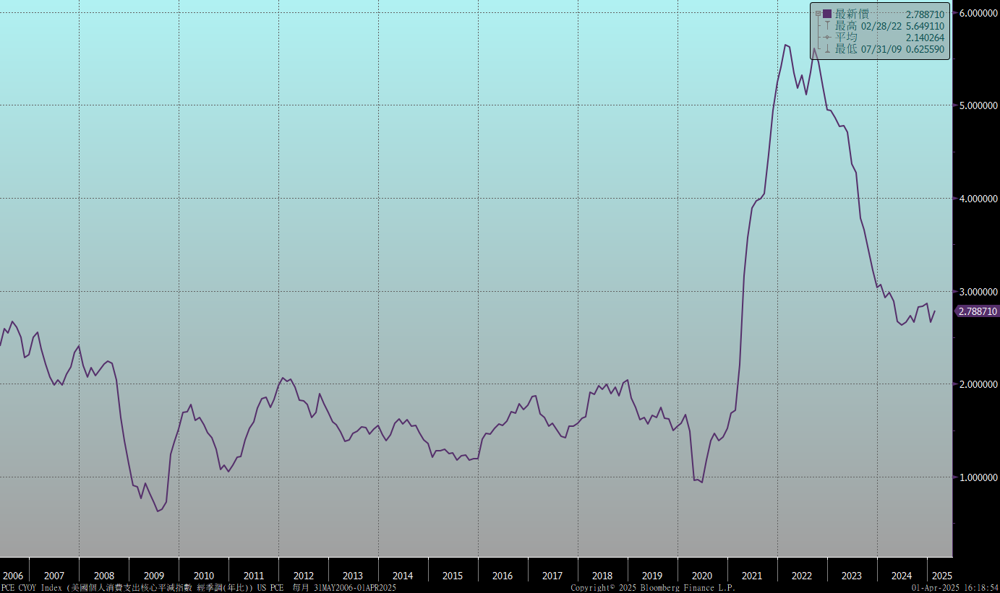 最新價 2.788710
最高 02/28/22 5.649110
平均 2.140264
最低 07/31/09 0.625590
6.000000
5.000000
4.000000
3.000000
2.788710
2.000000
1.000000
2006 2007 2008 2009 2010 2011 2012 2013 2014 2015 2016 2017 2018 2019 2020 2021 2022 2023 2024 2025
PCE CYOY Index (美國個人消費支出核心平減指數 經季調(年比)) US PCE 每月 31MAY2006-01APR2025 Copyright© 2025 Bloomberg Finance L.P. 01-Apr-2025 16:18:54